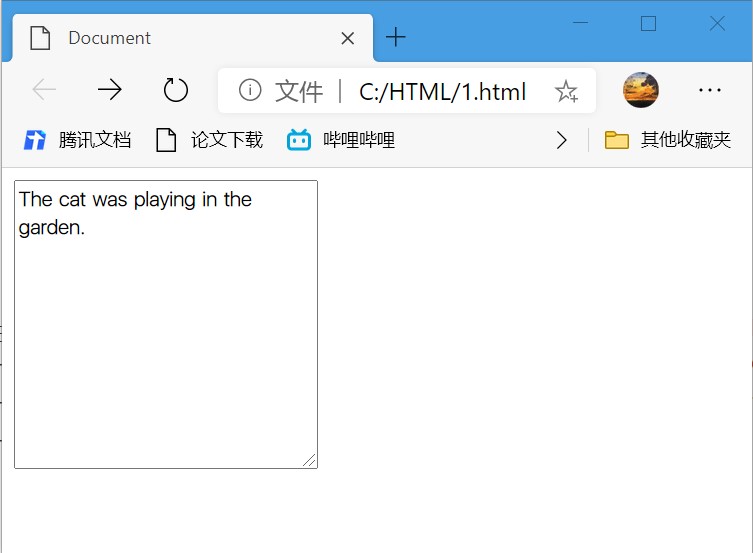 Document
文件 | C:/HTML/1.html
腾讯文档 论文下载 哔哩哔哩 其他收藏夹
The cat was playing in the
garden.